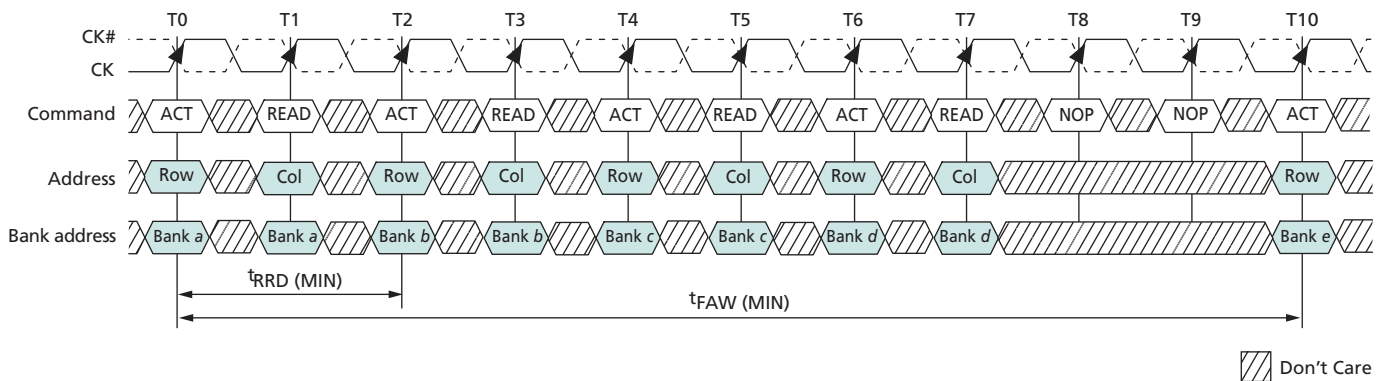 T0 T1 T2 T3 T4 T5 T6 T7 T8 T9 T10
CK#
CK
Command ACT READ ACT READ ACT READ ACT READ NOP NOP ACT
Address Row Col Row Col Row Col Row Col Row
Bank address Bank a Bank a Bank b Bank b Bank c Bank c Bank d Bank d Bank e
tRRD (MIN)
tFAW (MIN)
Don't Care